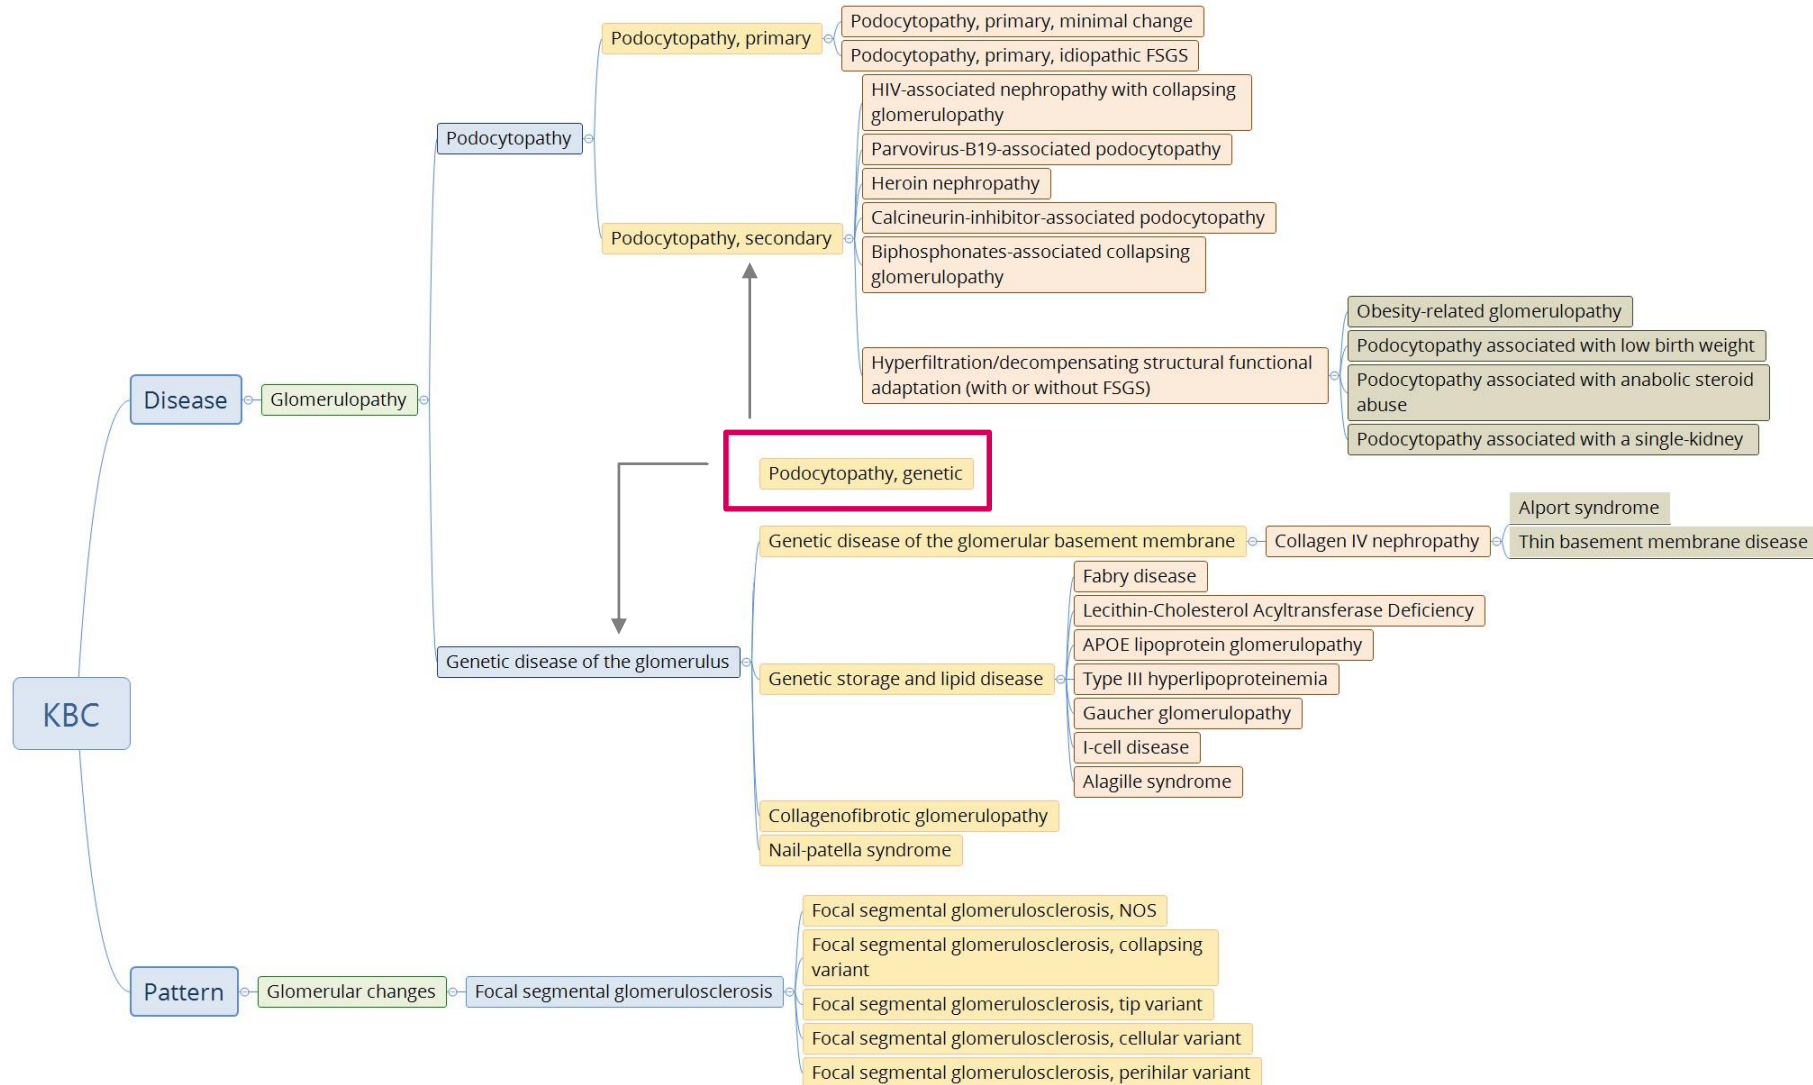 Podocytopathy, primary
Podocytopathy, primary, minimal change
Podocytopathy, primary, idiopathic FSGS
Podocytopathy
HIV-associated nephropathy with collapsing
glomerulopathy
Parvovirus-B19-associated podocytopathy
Heroin nephropathy
Podocytopathy, secondary
Calcineurin-inhibitor-associated podocytopathy
Biphosphonates-associated collapsing
glomerulopathy
Hyperfiltration/decompensating structural functional
adaptation (with or without FSGS)
Obesity-related glomerulopathy
Podocytopathy associated with low birth weight
Podocytopathy associated with anabolic steroid
abuse
Podocytopathy associated with a single-kidney
Disease
Glomerulopathy
Podocytopathy, genetic
Genetic disease of the glomerular basement membrane
Collagen IV nephropathy
Alport syndrome
Thin basement membrane disease
Genetic disease of the glomerulus
Genetic storage and lipid disease
Fabry disease
Lecithin-Cholesterol Acyltransferase Deficiency
APOE lipoprotein glomerulopathy
Type III hyperlipoproteinemia
Gaucher glomerulopathy
I-cell disease
Alagille syndrome
KBC
Collagenofibrotic glomerulopathy
Nail-patella syndrome
Pattern
Glomerular changes
Focal segmental glomerulosclerosis
Focal segmental glomerulosclerosis, NOS
Focal segmental glomerulosclerosis, collapsing
variant
Focal segmental glomerulosclerosis, tip variant
Focal segmental glomerulosclerosis, cellular variant
Focal segmental glomerulosclerosis, perihilar variant